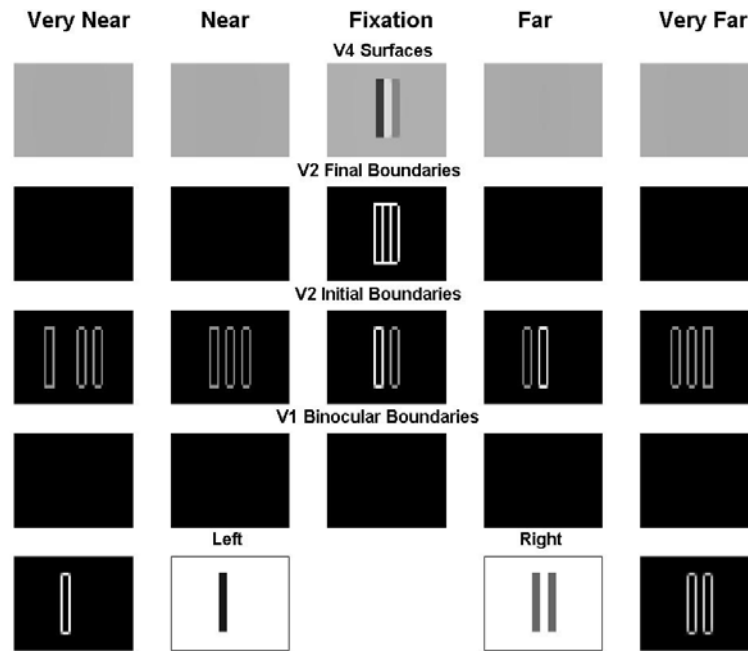 Very Near Near Fixation Far Very Far
V4 Surfaces
V2 Final Boundaries
V2 Initial Boundaries
V1 Binocular Boundaries
Left Right